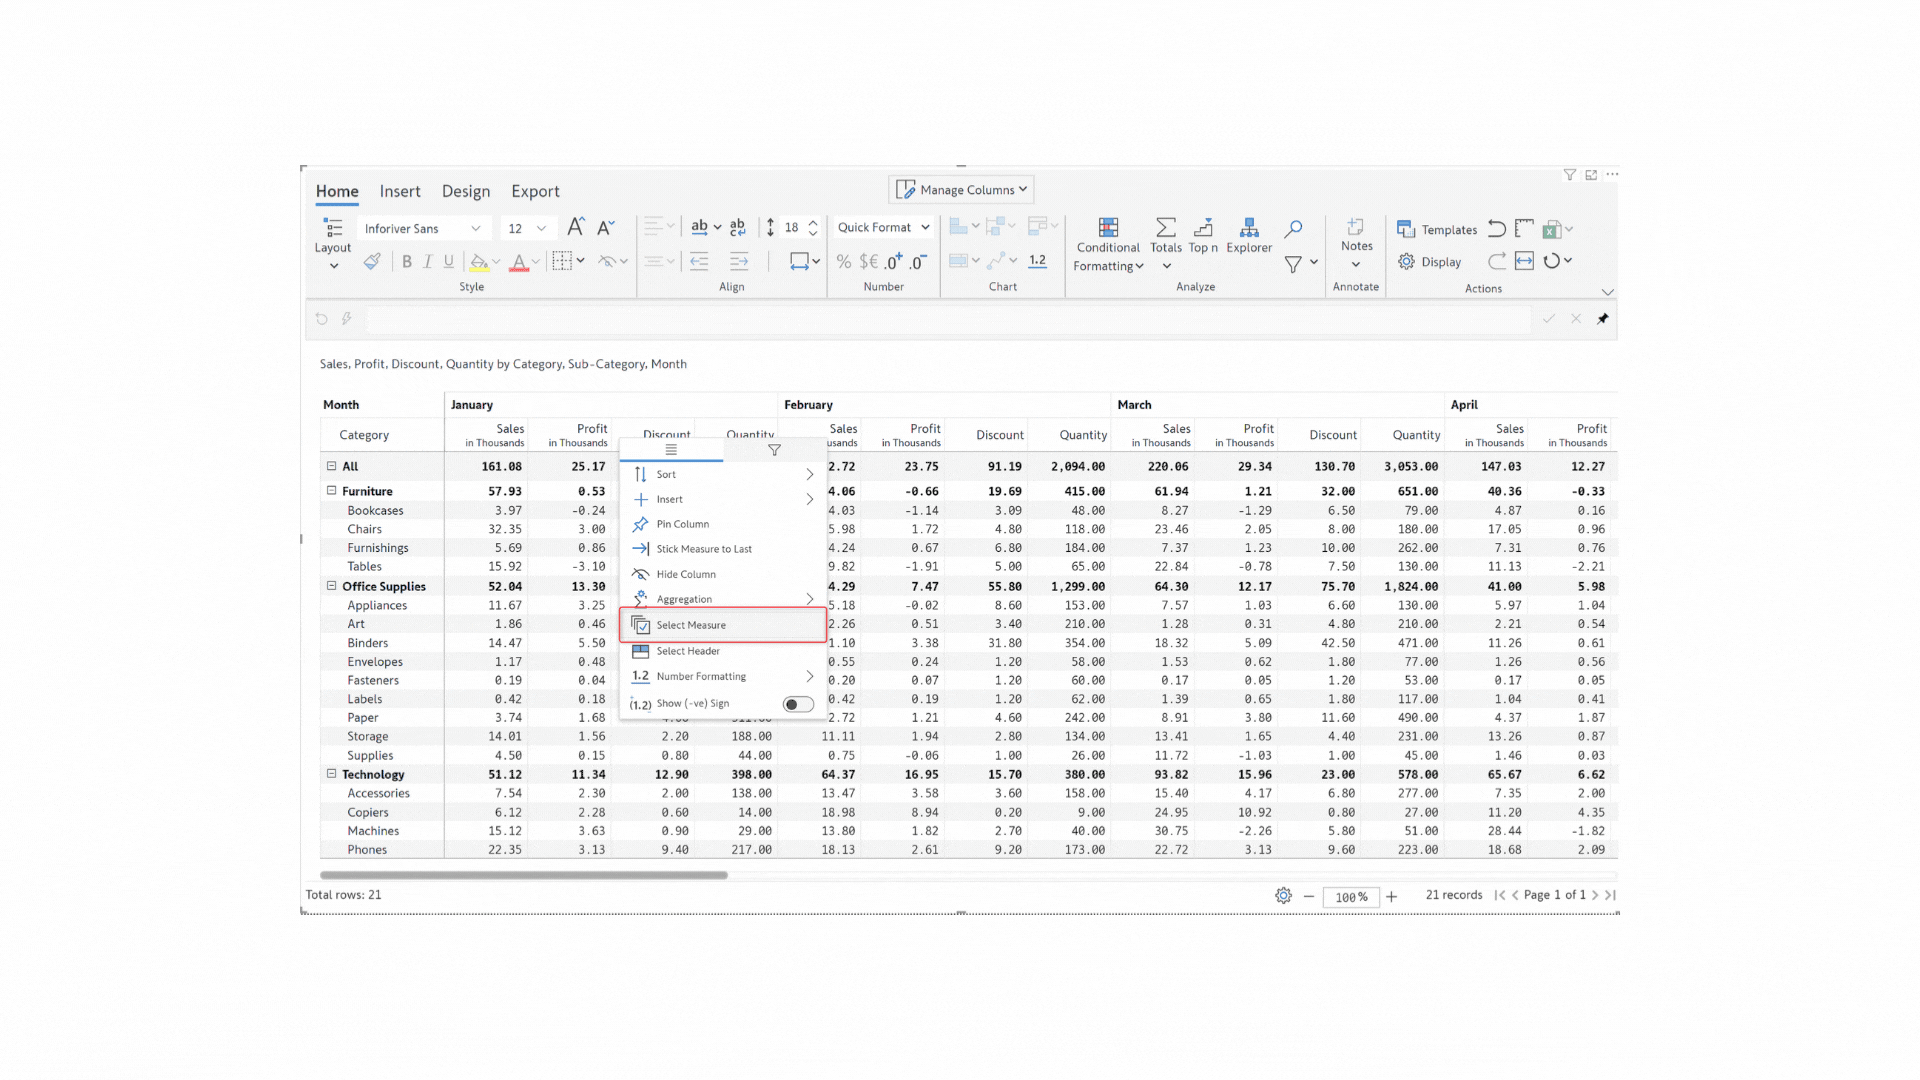 Home Insert Design Export Manage Columns
Inforiver Sans 12 A A ab ab 18 Quick Format Templates
Layout Conditional Formatting Totals Top n Explorer Notes
B I U A % $€ .0+ .0- 1.2 Display
Style Align Number Chart Analyze Annotate Actions
Sales, Profit, Discount, Quantity by Category, Sub-Category, Month
Month January February March April
Category Sales in Thousands Profit in Thousands Discount Quantity Sales Profit in Thousands Discount Quantity Sales in Thousands Profit in Thousands Discount Quantity Sales in Thousands Profit in Thousands
All 161.08 25.17 23.75 91.19 2,094.00 220.06 29.34 130.70 3,053.00 147.03 12.27
Sort
Furniture 57.93 0.53 -0.66 19.69 415.00 61.94 1.21 32.00 651.00 40.36 -0.33
Insert
Bookcases 3.97 -0.24 -1.14 3.09 48.00 8.27 -1.29 6.50 79.00 4.87 0.16
Pin Column
Chairs 32.35 3.00 1.72 4.80 118.00 23.46 2.05 8.00 180.00 17.05 0.96
Furnishings 5.69 0.86 Stick Measure to Last 0.67 6.80 184.00 7.37 1.23 10.00 262.00 7.31 0.76
Tables 15.92 -3.10 Hide Column -1.91 5.00 65.00 22.84 -0.78 7.50 130.00 11.13 -2.21
Office Supplies 52.04 13.30 7.47 55.80 1,299.00 64.30 12.17 75.70 1,824.00 41.00 5.98
Appliances 11.67 3.25 Aggregation -0.02 8.60 153.00 7.57 1.03 6.60 130.00 5.97 1.04
Art 1.86 0.46 Select Measure 0.51 3.40 210.00 1.28 0.31 4.80 210.00 2.21 0.54
Binders 14.47 5.50 Select Header 3.38 31.80 354.00 18.32 5.09 42.50 471.00 11.26 0.61
Envelopes 1.17 0.48 0.24 1.20 58.00 1.53 0.62 1.80 77.00 1.26 0.56
Fasteners 0.19 0.04 1.2 Number Formatting 0.07 1.20 60.00 0.17 0.05 1.20 53.00 0.17 0.05
Labels 0.42 0.18 (1.2) Show (-ve) Sign 0.42 0.19 1.20 62.00 1.39 0.65 1.80 117.00 1.04 0.41
Paper 3.74 1.68 2.72 1.21 4.60 242.00 8.91 3.80 11.60 490.00 4.37 1.87
Storage 14.01 1.56 2.20 188.00 11.11 1.94 2.80 134.00 13.41 1.65 4.40 231.00 13.26 0.87
Supplies 4.50 0.15 0.80 44.00 0.75 -0.06 1.00 26.00 11.72 -1.03 1.00 45.00 1.46 0.03
Technology 51.12 11.34 12.90 398.00 64.37 16.95 15.70 380.00 93.82 15.96 23.00 578.00 65.67 6.62
Accessories 7.54 2.30 2.00 138.00 13.47 3.58 3.60 158.00 15.40 4.17 6.80 277.00 7.35 2.00
Copiers 6.12 2.28 0.60 14.00 18.98 8.94 0.20 9.00 24.95 10.92 0.80 27.00 11.20 4.35
Machines 15.12 3.63 0.90 29.00 13.80 1.82 2.70 40.00 30.75 -2.26 5.80 51.00 28.44 -1.82
Phones 22.35 3.13 9.40 217.00 18.13 2.61 9.20 173.00 22.72 3.13 9.60 223.00 18.68 2.09
Total rows: 21 100% 21 records Page 1 of 1